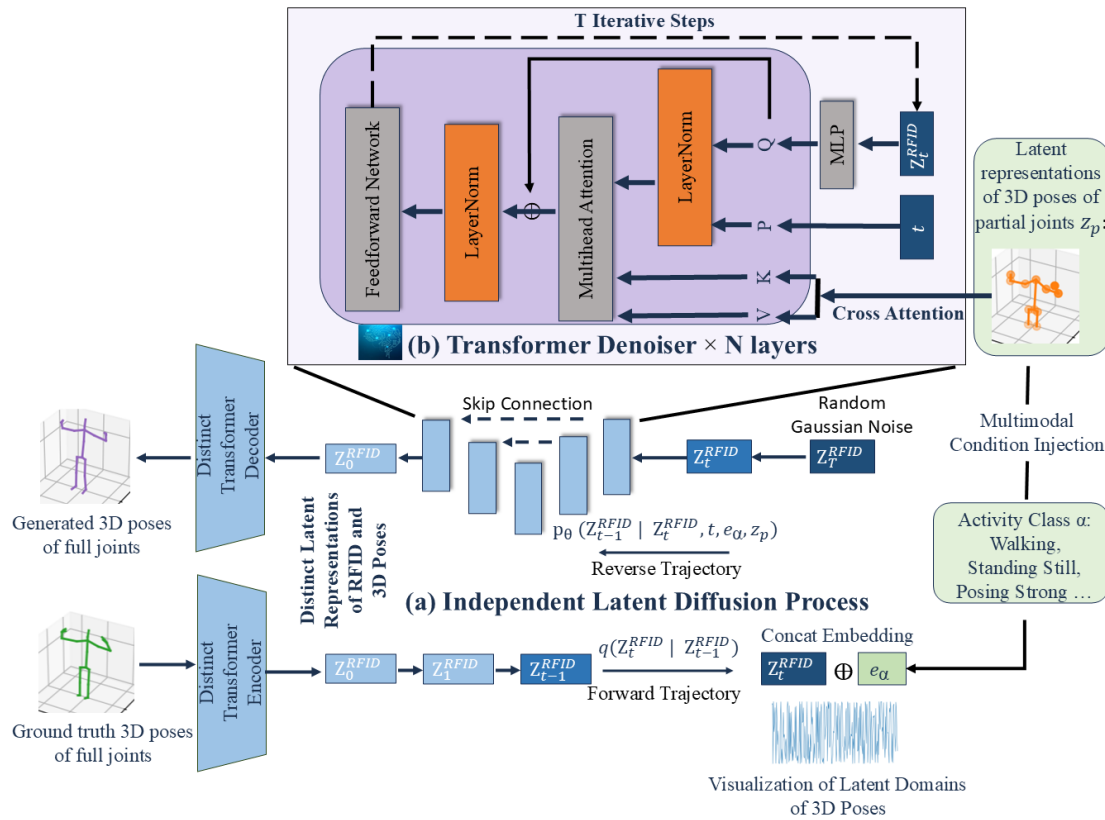 T Iterative Steps
Feedforward Network
LayerNorm
Multihead Attention
LayerNorm
Q
P
K
V
MLP
Z_t^{RFID}
t
⊕
Cross Attention
(b) Transformer Denoiser × N layers
Latent
representations
of 3D poses of
partial joints z_p:
Multimodal
Condition Injection
Activity Class α:
Walking,
Standing Still,
Posing Strong …
Generated 3D poses
of full joints
Distinct
Transformer
Decoder
Z_0^{RFID}
Skip Connection
Random
Gaussian Noise
Z_t^{RFID}
Z_T^{RFID}
Distinct Latent
Representations
of RFID and
3D Poses
p_θ (Z_{t-1}^{RFID} | Z_t^{RFID}, t, e_α, z_p)
Reverse Trajectory
(a) Independent Latent Diffusion Process
Ground truth 3D poses
of full joints
Distinct
Transformer
Encoder
Z_0^{RFID}
Z_1^{RFID}
Z_{t-1}^{RFID}
q(Z_t^{RFID} | Z_{t-1}^{RFID})
Forward Trajectory
Concat Embedding
Z_t^{RFID} ⊕ e_α
Visualization of Latent Domains
of 3D Poses